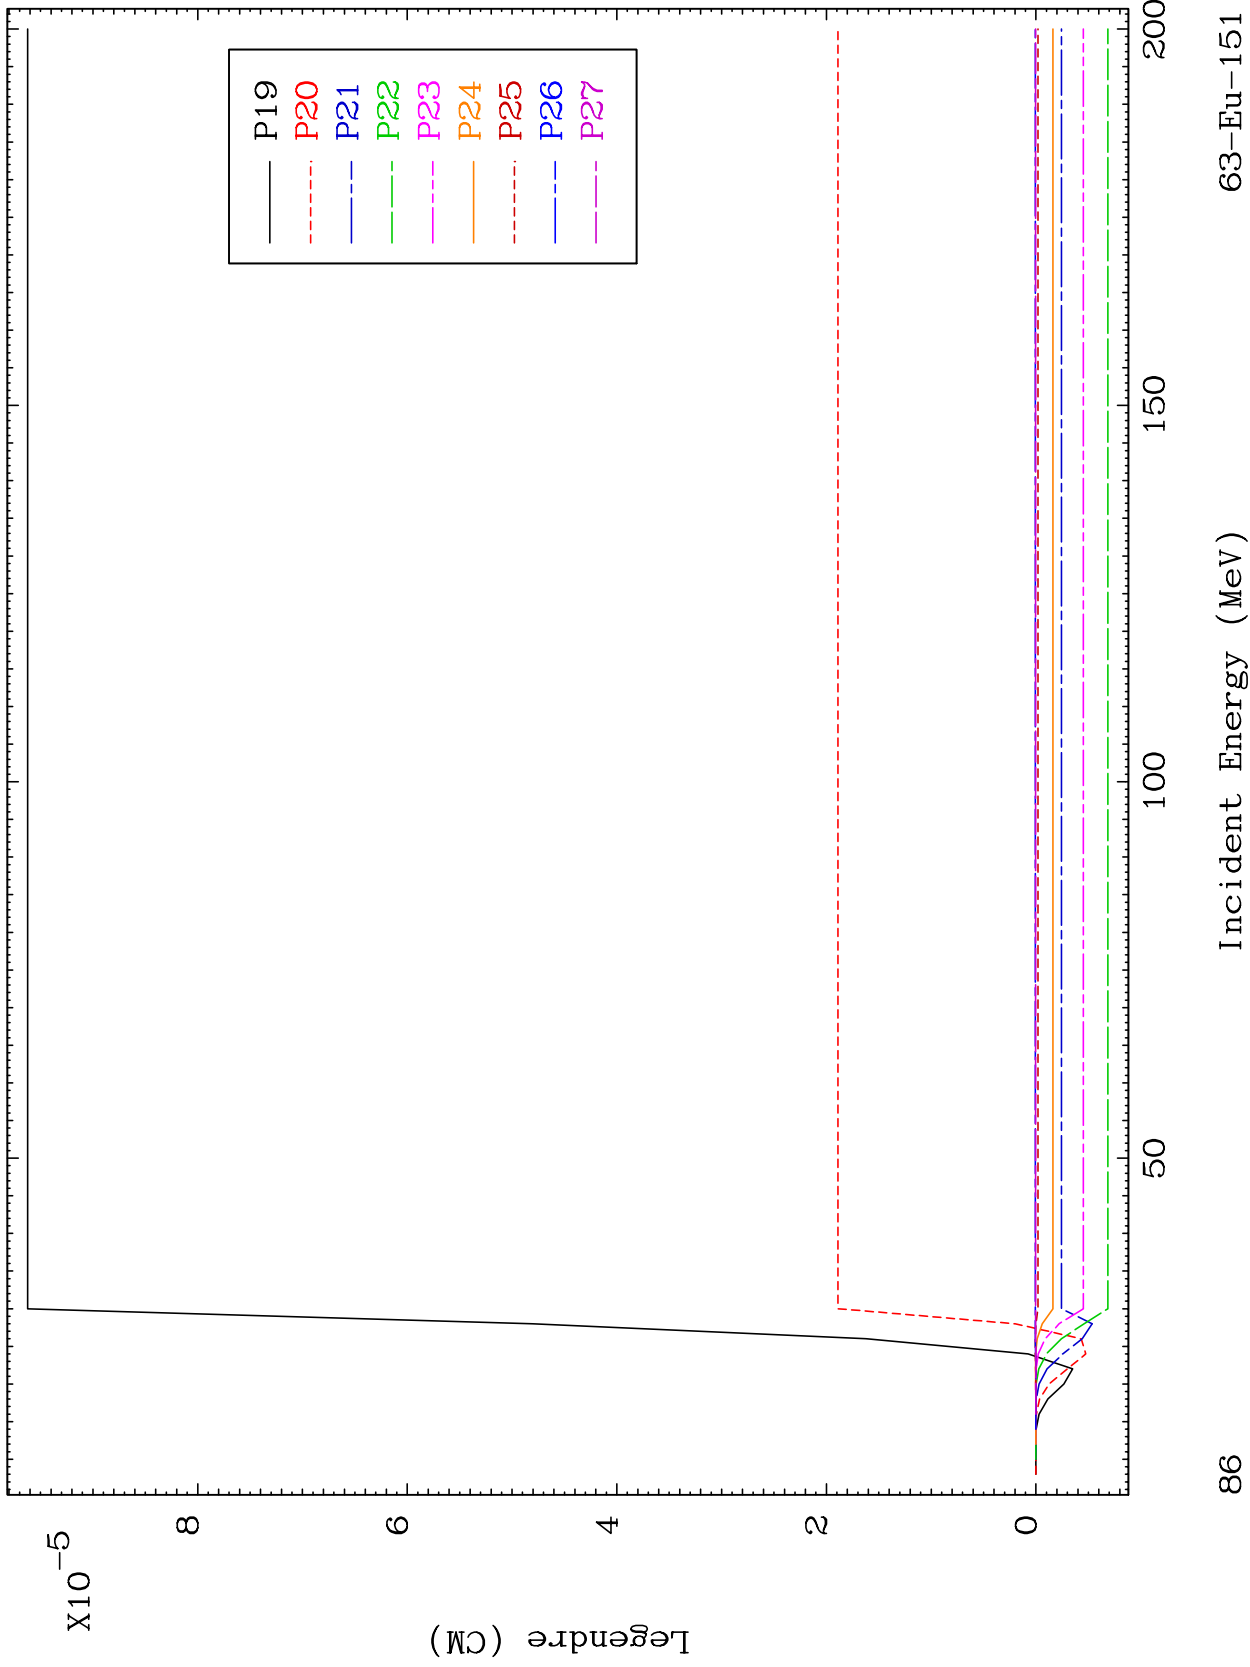 X10-5
8
6
4
2
0
Legendre (CM)
P19
P20
P21
P22
P23
P24
P25
P26
P27
50
100
150
200
Incident Energy (MeV)
86
63-Eu-151